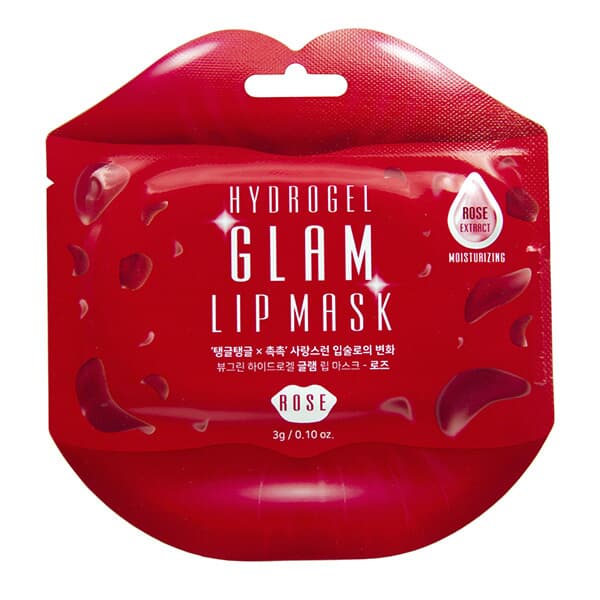 HYDROGEL
GLAM
LIP MASK
ROSE
EXTRACT
MOISTURIZING
'탱글탱글 × 촉촉' 사랑스런 입술로의 변화
뷰그린 하이드로겔 글램 립 마스크 - 로즈
ROSE
3g / 0.10 oz.